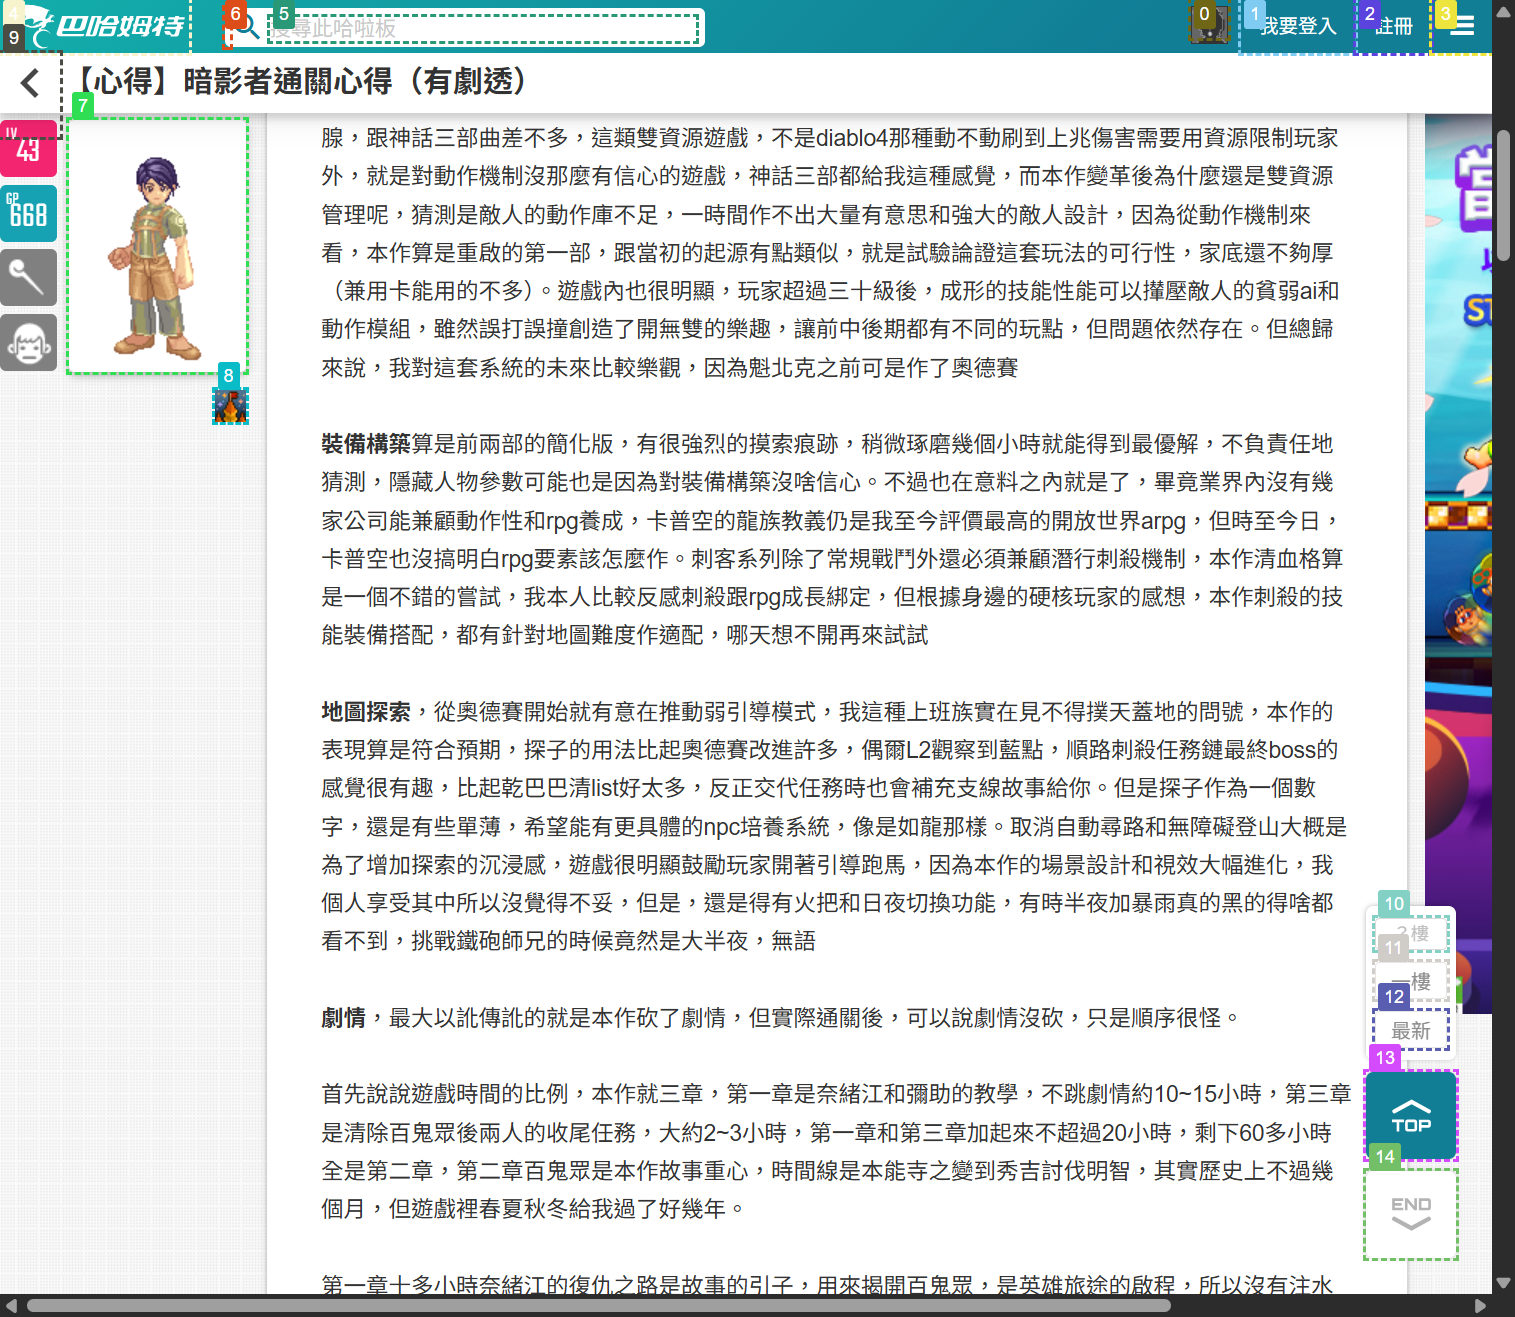 巴哈姆特
搜尋此哈啦板
我要登入
註冊
【心得】暗影者通關心得（有劇透）
LV
43
GP
668
腺，跟神話三部曲差不多，這類雙資源遊戲，不是diablo4那種動不動刷到上兆傷害需要用資源限制玩家
外，就是對動作機制沒那麼有信心的遊戲，神話三部都給我這種感覺，而本作變革後為什麼還是雙資源
管理呢，猜測是敵人的動作庫不足，一時間作不出大量有意思和強大的敵人設計，因為從動作機制來
看，本作算是重啟的第一部，跟當初的起源有點類似，就是試驗論證這套玩法的可行性，家底還不夠厚
（兼用卡能用的不多）。遊戲內也很明顯，玩家超過三十級後，成形的技能性能可以攆壓敵人的貧弱ai和
動作模組，雖然誤打誤撞創造了開無雙的樂趣，讓前中後期都有不同的玩點，但問題依然存在。但總歸
來說，我對這套系統的未來比較樂觀，因為魁北克之前可是作了奧德賽
裝備構築算是前兩部的簡化版，有很強烈的摸索痕跡，稍微琢磨幾個小時就能得到最優解，不負責任地
猜測，隱藏人物參數可能也是因為對裝備構築沒啥信心。不過也在意料之內就是了，畢竟業界內沒有幾
家公司能兼顧動作性和rpg養成，卡普空的龍族教義仍是我至今評價最高的開放世界arpg，但時至今日，
卡普空也沒搞明白rpg要素該怎麼作。刺客系列除了常規戰鬥外還必須兼顧潛行刺殺機制，本作清血格算
是一個不錯的嘗試，我本人比較反感刺殺跟rpg成長綁定，但根據身邊的硬核玩家的感想，本作刺殺的技
能裝備搭配，都有針對地圖難度作適配，哪天想不開再來試試
地圖探索，從奧德賽開始就有意在推動弱引導模式，我這種上班族實在見不得撲天蓋地的問號，本作的
表現算是符合預期，探子的用法比起奧德賽改進許多，偶爾L2觀察到藍點，順路刺殺任務鏈最終boss的
感覺很有趣，比起乾巴巴清list好太多，反正交代任務時也會補充支線故事給你。但是探子作為一個數
字，還是有些單薄，希望能有更具體的npc培養系統，像是如龍那樣。取消自動尋路和無障礙登山大概是
為了增加探索的沉浸感，遊戲很明顯鼓勵玩家開著引導跑馬，因為本作的場景設計和視效大幅進化，我
個人享受其中所以沒覺得不妥，但是，還是得有火把和日夜切換功能，有時半夜加暴雨真的黑的得啥都
看不到，挑戰鐵砲師兄的時候竟然是大半夜，無語
劇情，最大以訛傳訛的就是本作砍了劇情，但實際通關後，可以說劇情沒砍，只是順序很怪。
首先說說遊戲時間的比例，本作就三章，第一章是奈緒江和彌助的教學，不跳劇情約10~15小時，第三章
是清除百鬼眾後兩人的收尾任務，大約2~3小時，第一章和第三章加起來不超過20小時，剩下60多小時
全是第二章，第二章百鬼眾是本作故事重心，時間線是本能寺之變到秀吉討伐明智，其實歷史上不過幾
個月，但遊戲裡春夏秋冬給我過了好幾年。
第一章十多小時奈緒江的復仇之路是故事的引子，用來揭開百鬼眾，是英雄旅途的啟程，所以沒有注水
0
1
2
3
4
5
6
7
8
9
10
11
12
13
14
樓
一樓
最新
TOP
END